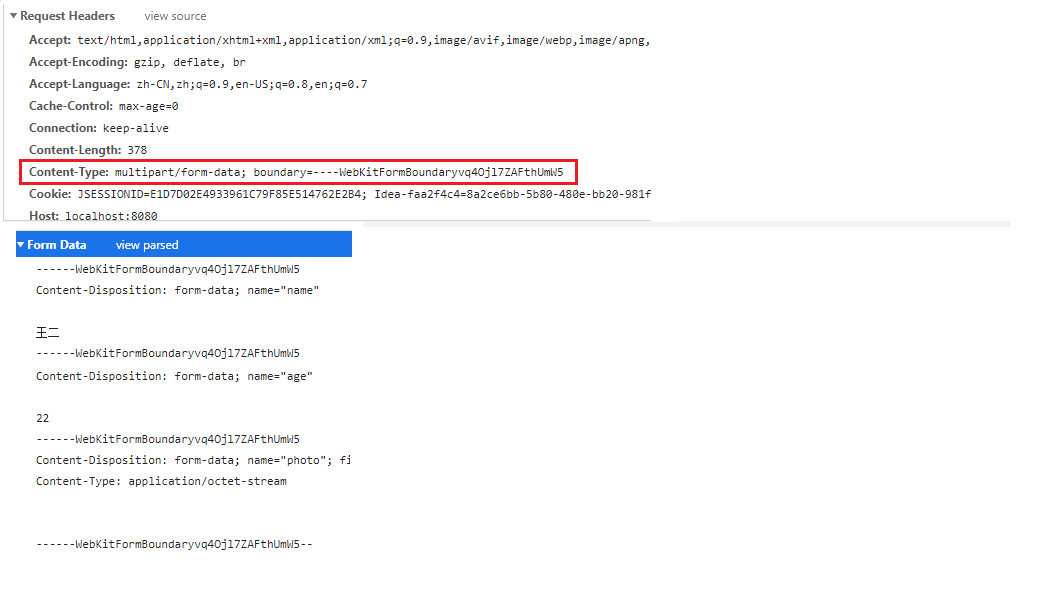 Request Headers view source
Accept: text/html,application/xhtml+xml,application/xml;q=0.9,image/avif,image/webp,image/apng,
Accept-Encoding: gzip, deflate, br
Accept-Language: zh-CN,zh;q=0.9,en-US;q=0.8,en;q=0.7
Cache-Control: max-age=0
Connection: keep-alive
Content-Length: 378
Content-Type: multipart/form-data; boundary=----WebKitFormBoundaryvq4Ojl7ZAFthUmW5
Cookie: JSESSIONID=E1D7D02E4933961C79F85E514762E2B4; Idea-faa2f4c4=8a2ce6bb-5b80-480e-bb20-981f
Host: localhost:8080
Form Data view parsed
------WebKitFormBoundaryvq4Ojl7ZAFthUmW5
Content-Disposition: form-data; name="name"
王二
------WebKitFormBoundaryvq4Ojl7ZAFthUmW5
Content-Disposition: form-data; name="age"
22
------WebKitFormBoundaryvq4Ojl7ZAFthUmW5
Content-Disposition: form-data; name="photo"; fi
Content-Type: application/octet-stream
------WebKitFormBoundaryvq4Ojl7ZAFthUmW5--